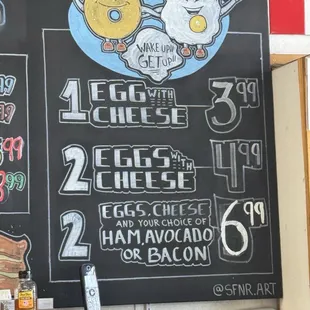 WAKE UP!!
GET UP!!
1 EGG WITH CHEESE 3.99
2 EGGS WITH CHEESE 4.99
2 EGGS, CHEESE
AND YOUR CHOICE OF
HAM, AVOCADO
OR BACON 6.99
@SFNR.ART